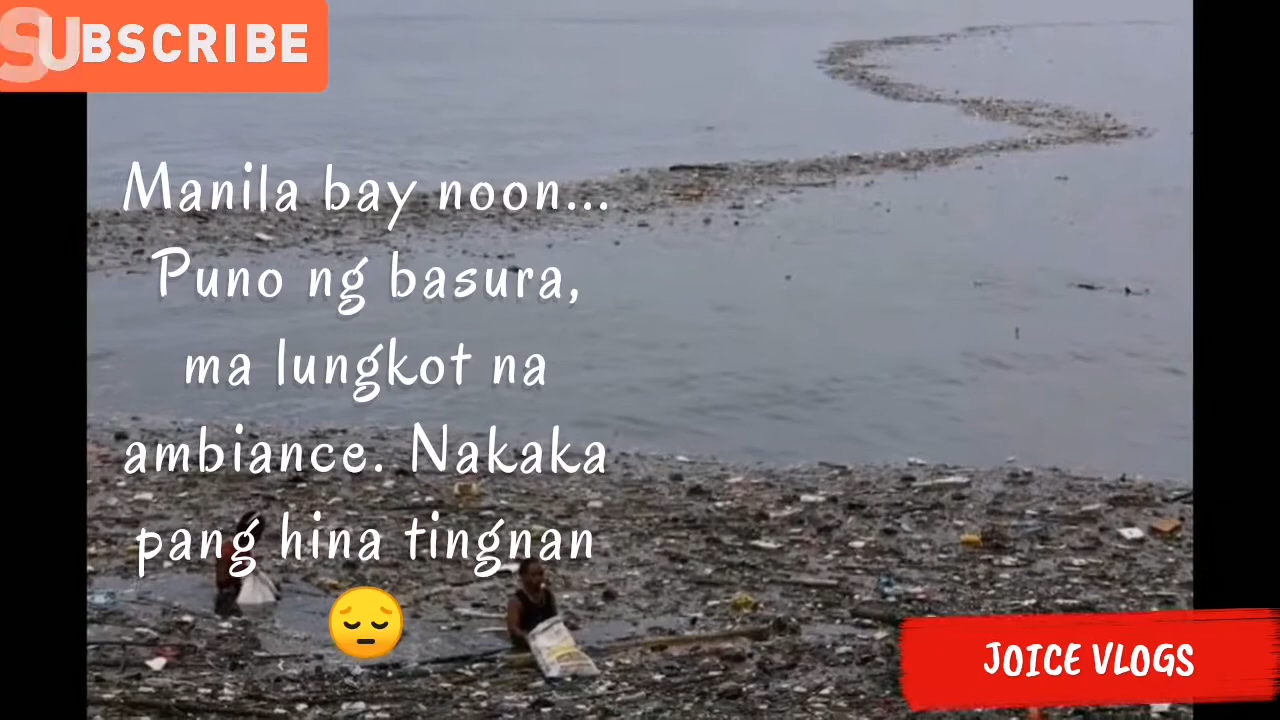 SUBSCRIBE
Manila bay noon...
Puno ng basura,
ma lungkot na
ambiance. Nakaka
pang hina tingnan
😔
JOICE VLOGS